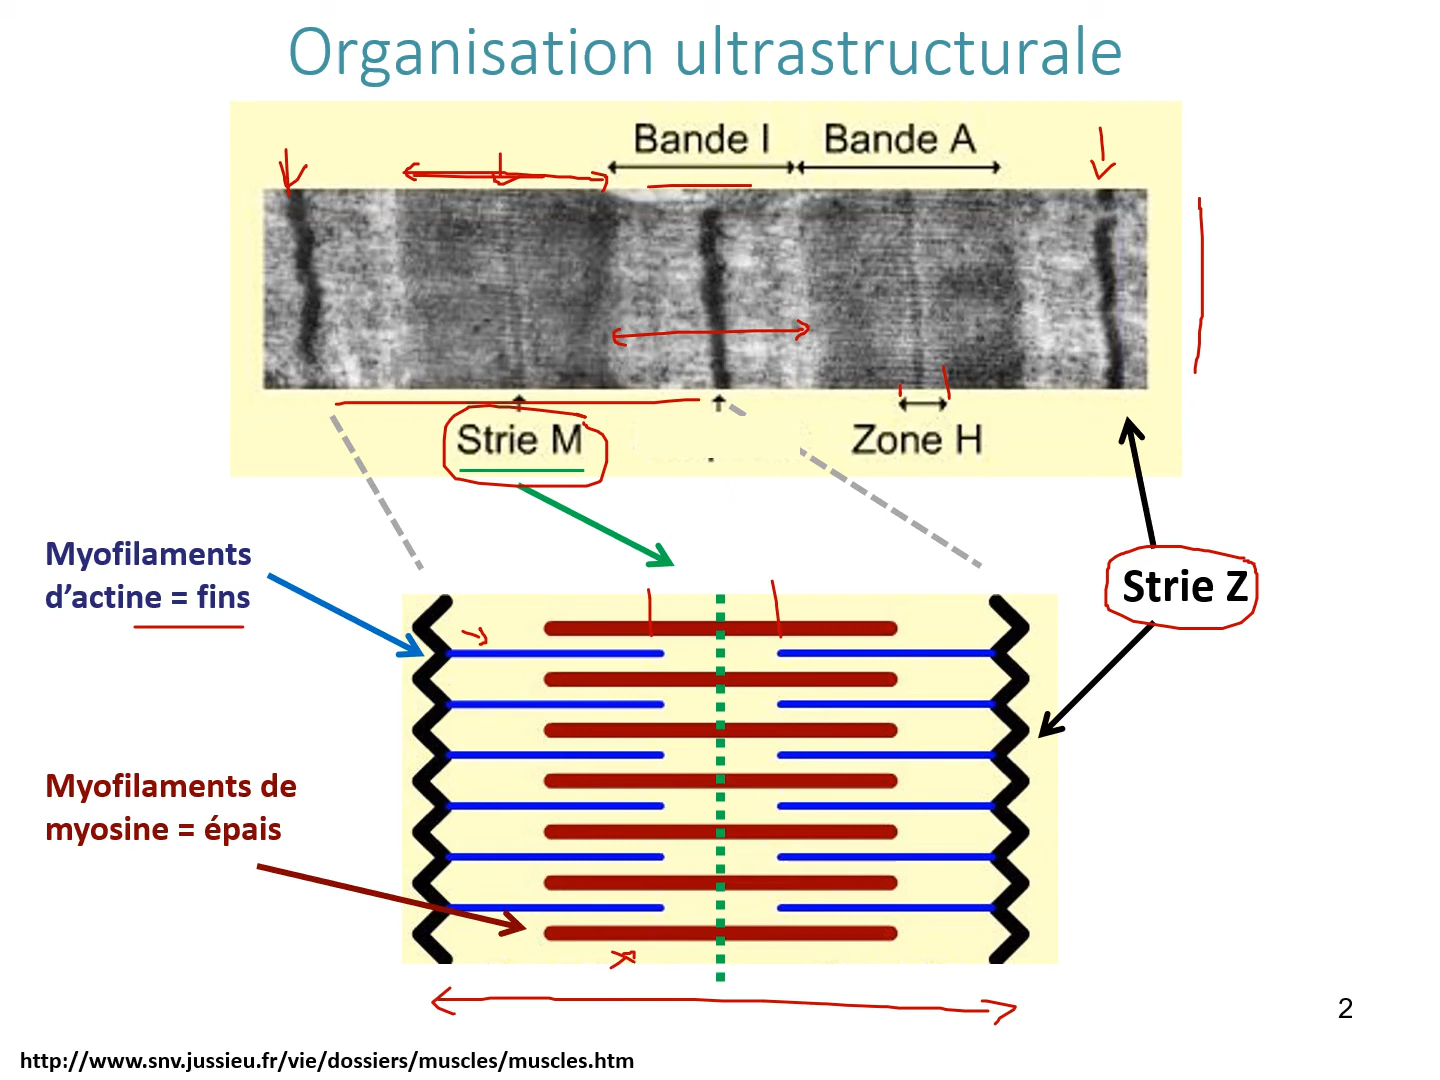 Organisation ultrastructurale
Bande I
Bande A
Strie M
Zone H
Myofilaments
d’actine = fins
Strie Z
Myofilaments de
myosine = épais
2
http://www.snv.jussieu.fr/vie/dossiers/muscles/muscles.htm